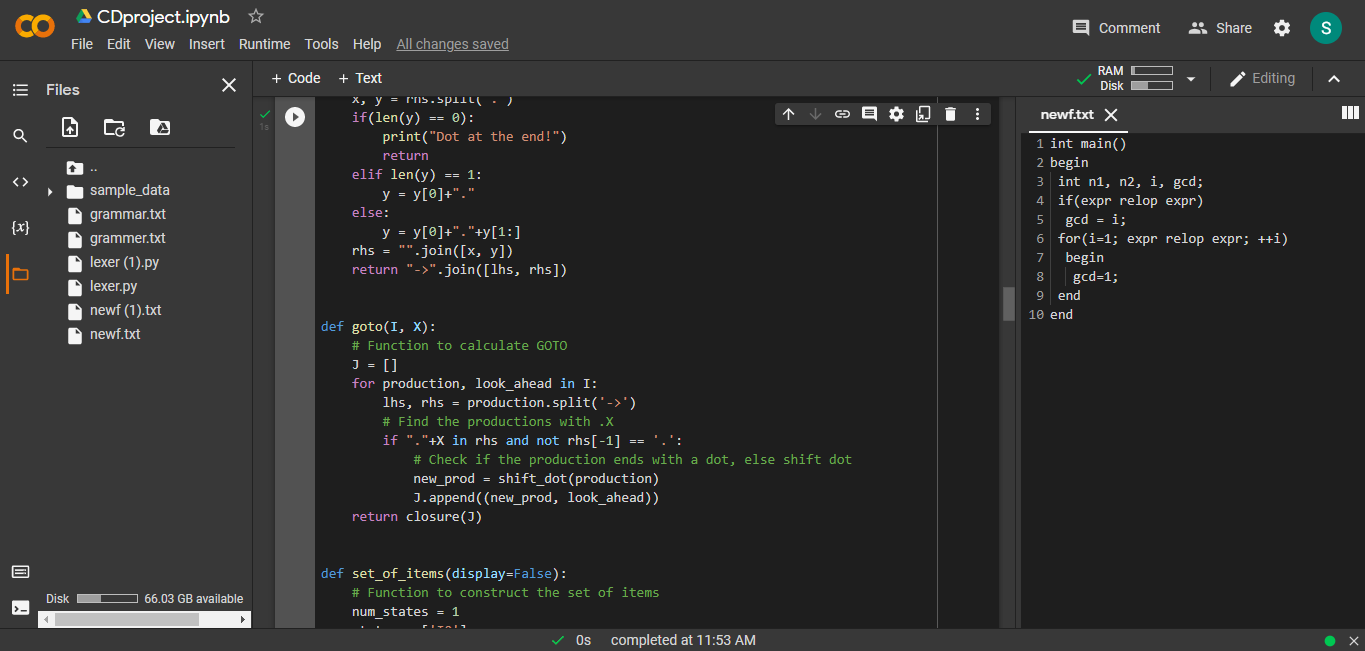 CDproject.ipynb
File Edit View Insert Runtime Tools Help All changes saved
Comment Share S
Files
+ Code + Text
RAM
Disk
Editing
..
sample_data
grammar.txt
grammer.txt
lexer (1).py
lexer.py
newf (1).txt
newf.txt
Disk 66.03 GB available
1s
x, y = rhs.split(".")
if(len(y) == 0):
print("Dot at the end!")
return
elif len(y) == 1:
y = y[0]+"."
else:
y = y[0]+"."+y[1:]
rhs = "".join([x, y])
return "->".join([lhs, rhs])
def goto(I, X):
# Function to calculate GOTO
J = []
for production, look_ahead in I:
lhs, rhs = production.split('->')
# Find the productions with .X
if "."+X in rhs and not rhs[-1] == '.':
# Check if the production ends with a dot, else shift dot
new_prod = shift_dot(production)
J.append((new_prod, look_ahead))
return closure(J)
def set_of_items(display=False):
# Function to construct the set of items
num_states = 1
newf.txt
1 int main()
2 begin
3 int n1, n2, i, gcd;
4 if(expr relop expr)
5 gcd = i;
6 for(i=1; expr relop expr; ++i)
7 begin
8 gcd=1;
9 end
10 end
0s completed at 11:53 AM